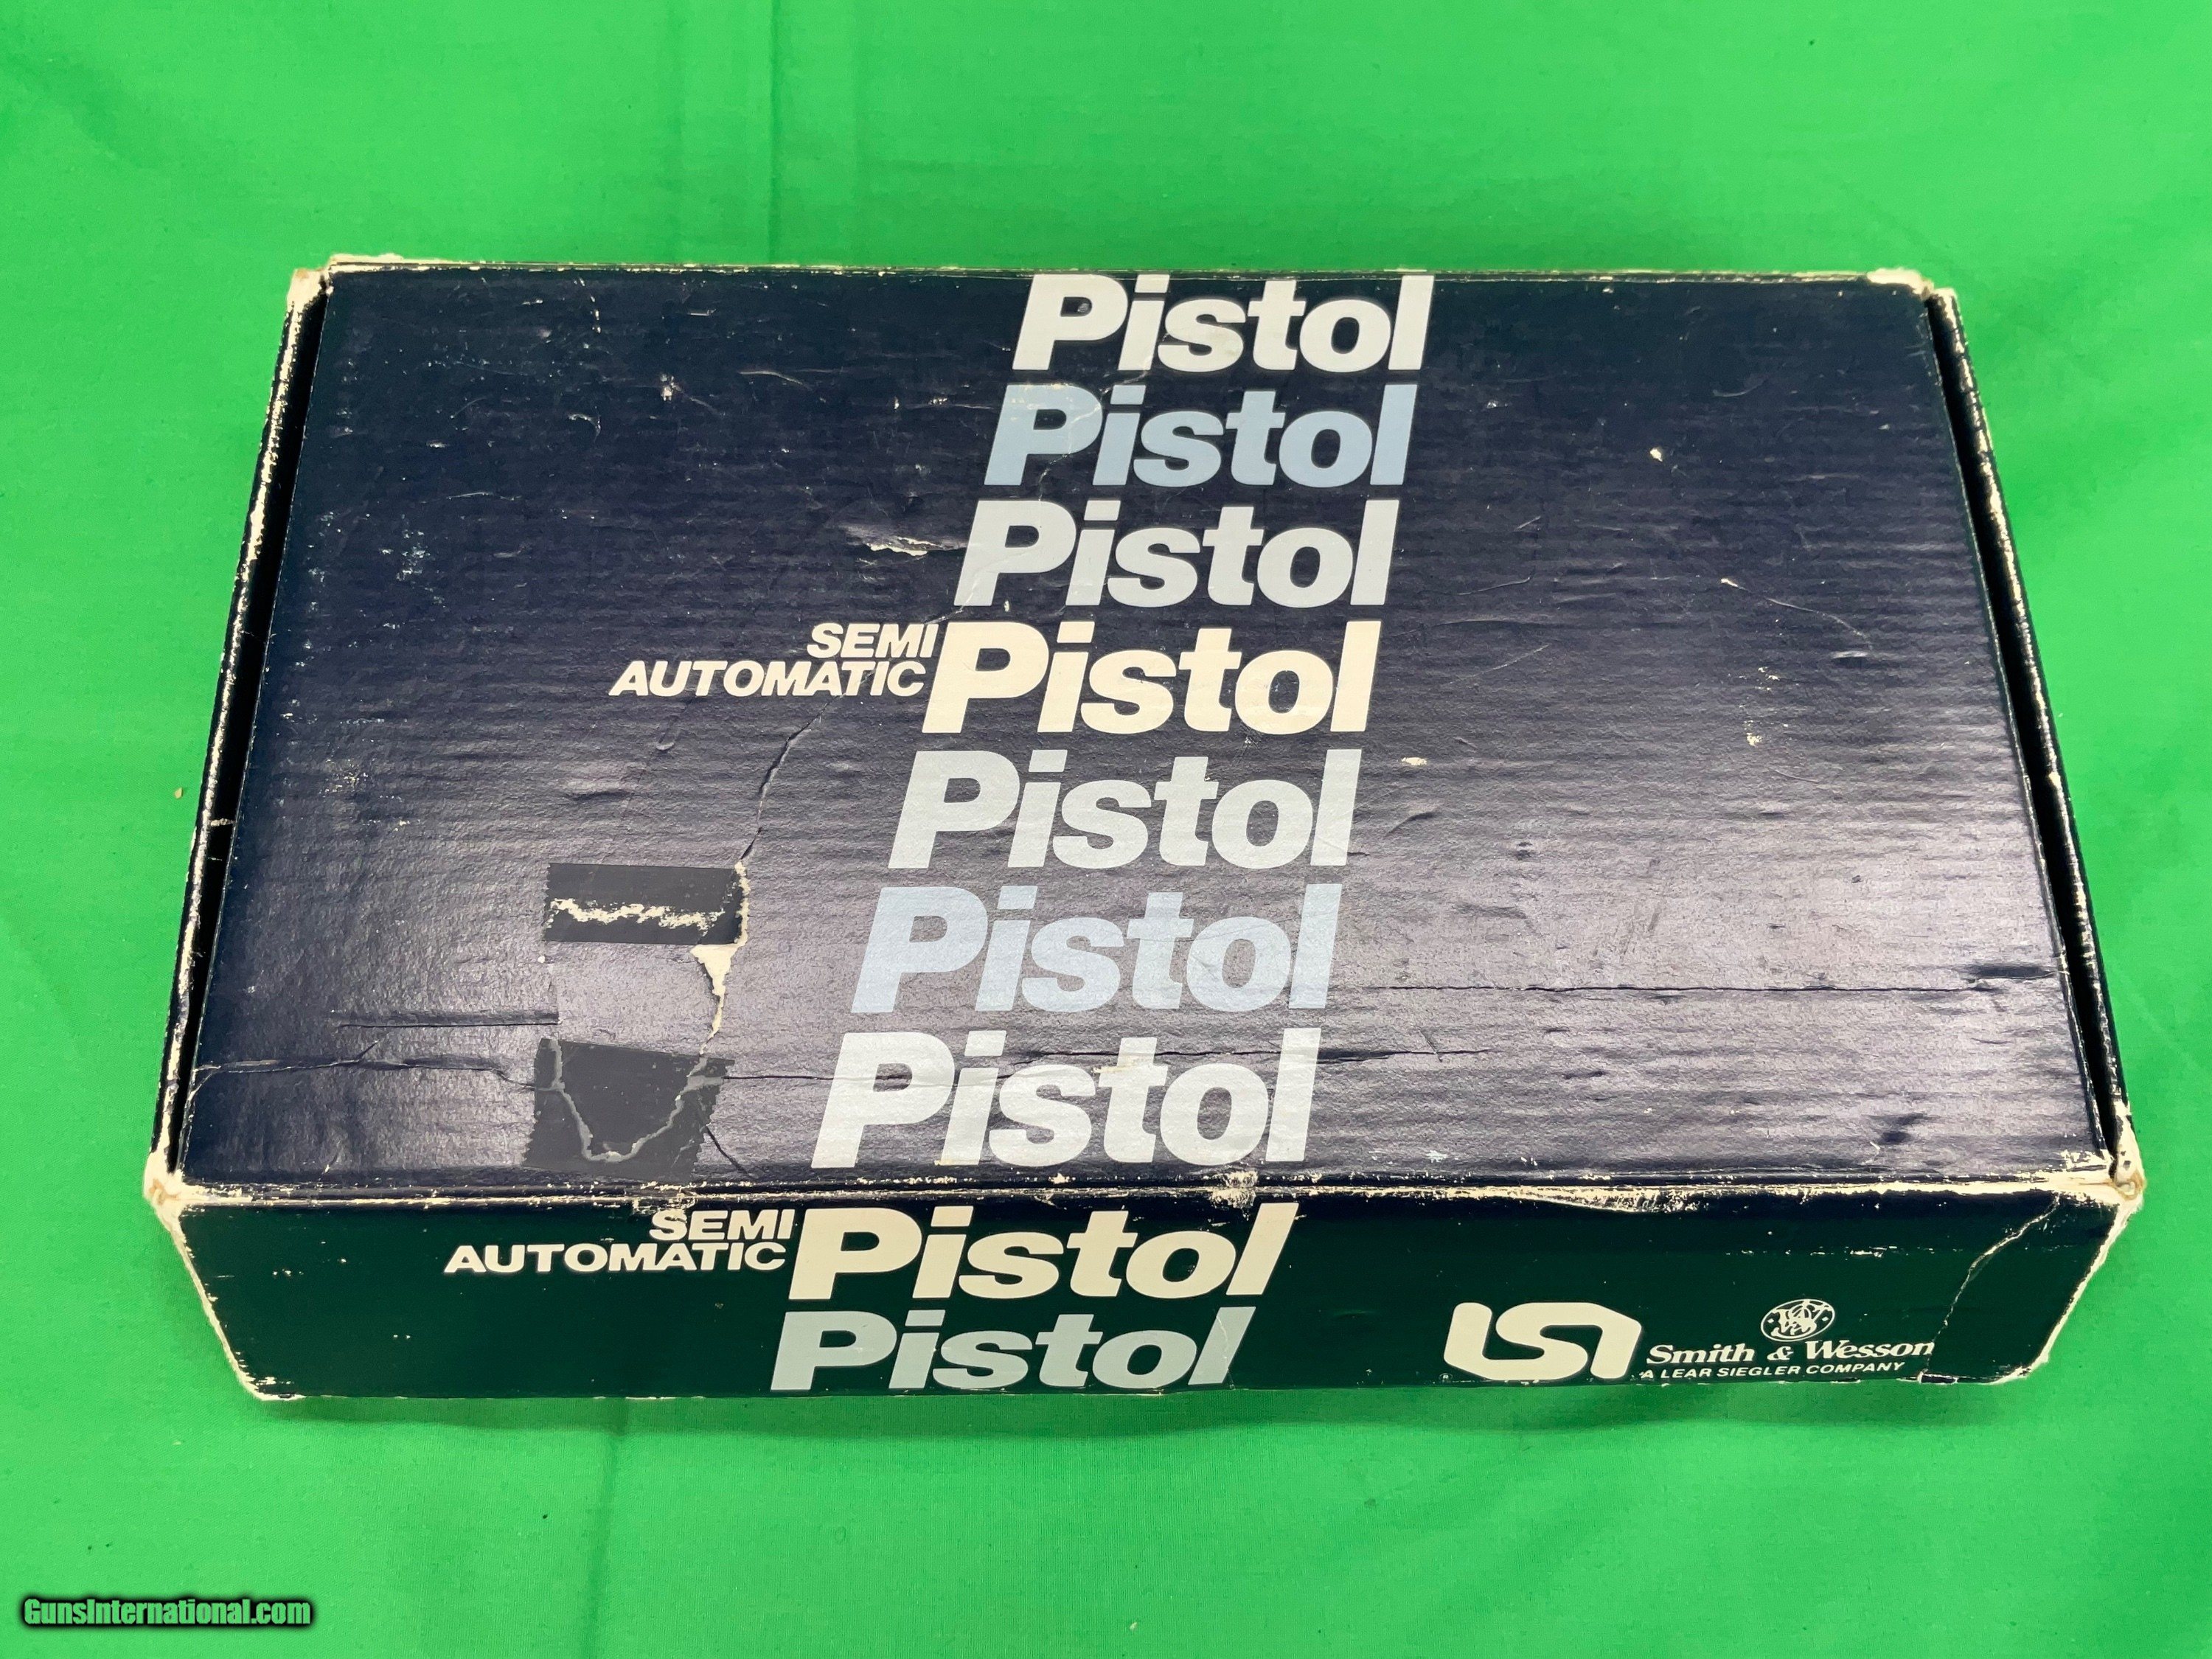 Pistol
Pistol
Pistol
SEMI
AUTOMATIC Pistol
Pistol
Pistol
Pistol
SEMI
AUTOMATIC Pistol
Pistol
Smith & Wesson
A LEAR SIEGLER COMPANY
GunsInternational.com